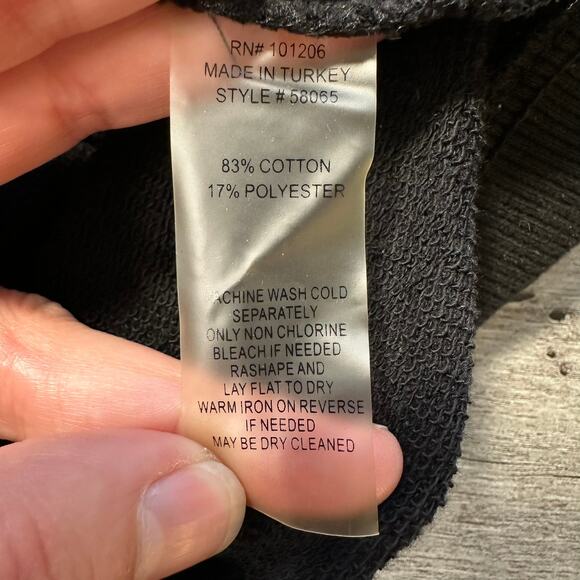 RN# 101206
MADE IN TURKEY
STYLE # 58065
83% COTTON
17% POLYESTER
ACHINE WASH COLD
SEPARATELY
ONLY NON CHLORINE
BLEACH IF NEEDED
RASHAPE AND
LAY FLAT TO DRY
WARM IRON ON REVERSE
IF NEEDED
MAY BE DRY CLEANED